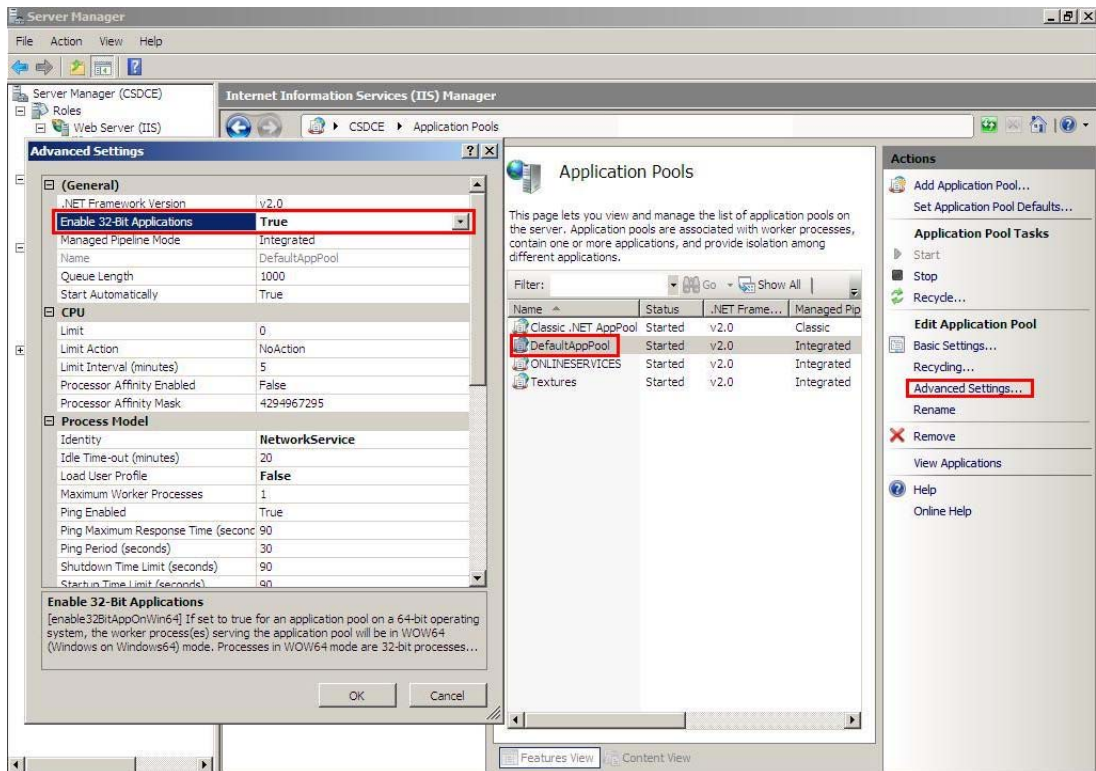 Server Manager
File Action View Help
Server Manager (CSDCE)
Roles
Web Server (IIS)
Internet Information Services (IIS) Manager
CSDCE Application Pools
Advanced Settings
(General)
.NET Framework Version v2.0
Enable 32-Bit Applications True
Managed Pipeline Mode Integrated
Name DefaultAppPool
Queue Length 1000
Start Automatically True
CPU
Limit 0
Limit Action NoAction
Limit Interval (minutes) 5
Processor Affinity Enabled False
Processor Affinity Mask 4294967295
Process Model
Identity NetworkService
Idle Time-out (minutes) 20
Load User Profile False
Maximum Worker Processes 1
Ping Enabled True
Ping Maximum Response Time (second 90
Ping Period (seconds) 30
Shutdown Time Limit (seconds) 90
Startup Time Limit (seconds) 90
Enable 32-Bit Applications
[enable32BitAppOnWin64] If set to true for an application pool on a 64-bit operating
system, the worker process(es) serving the application pool will be in WOW64
(Windows on Windows64) mode. Processes in WOW64 mode are 32-bit processes...
OK Cancel
Application Pools
This page lets you view and manage the list of application pools on
the server. Application pools are associated with worker processes,
contain one or more applications, and provide isolation among
different applications.
Filter: Go Show All
Name Status .NET Frame... Managed Pip
Classic .NET AppPool Started v2.0 Classic
DefaultAppPool Started v2.0 Integrated
ONLINESERVICES Started v2.0 Integrated
Textures Started v2.0 Integrated
Features View Content View
Actions
Add Application Pool...
Set Application Pool Defaults...
Application Pool Tasks
Start
Stop
Recycle...
Edit Application Pool
Basic Settings...
Recycling...
Advanced Settings...
Rename
Remove
View Applications
Help
Online Help